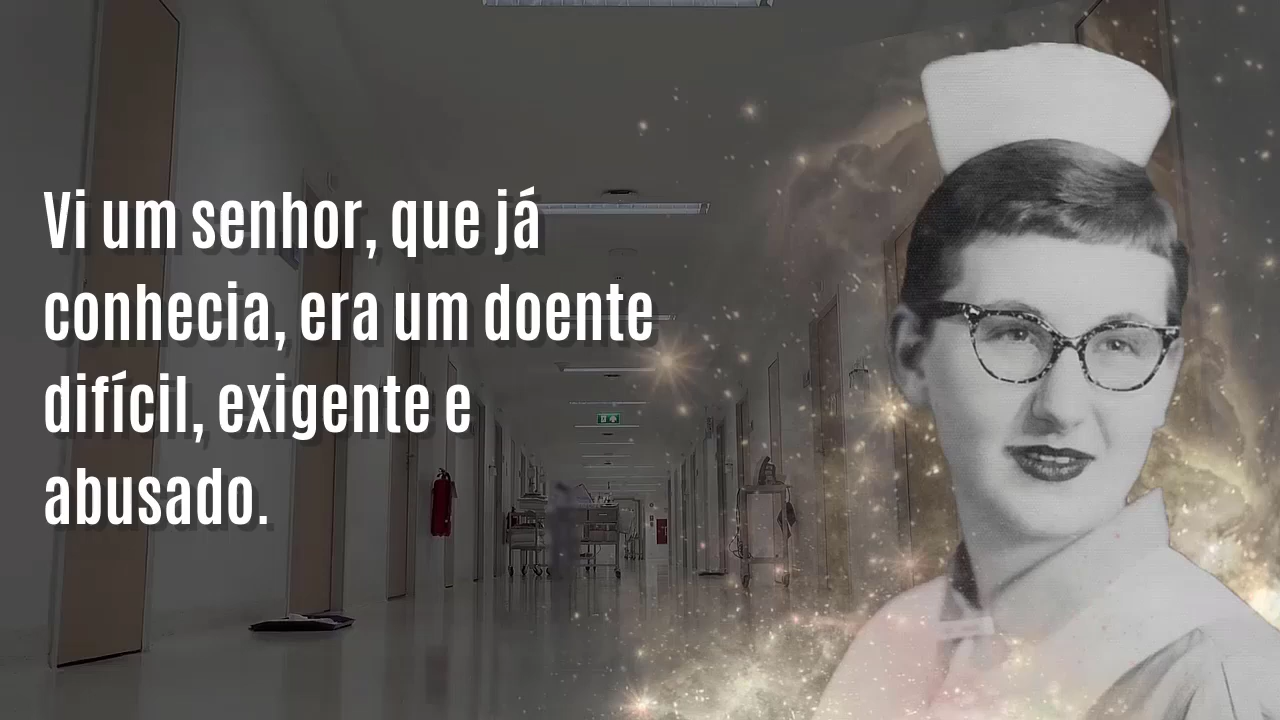 Vi um senhor, que já
conhecia, era um doente
difícil, exigente e
abusado.